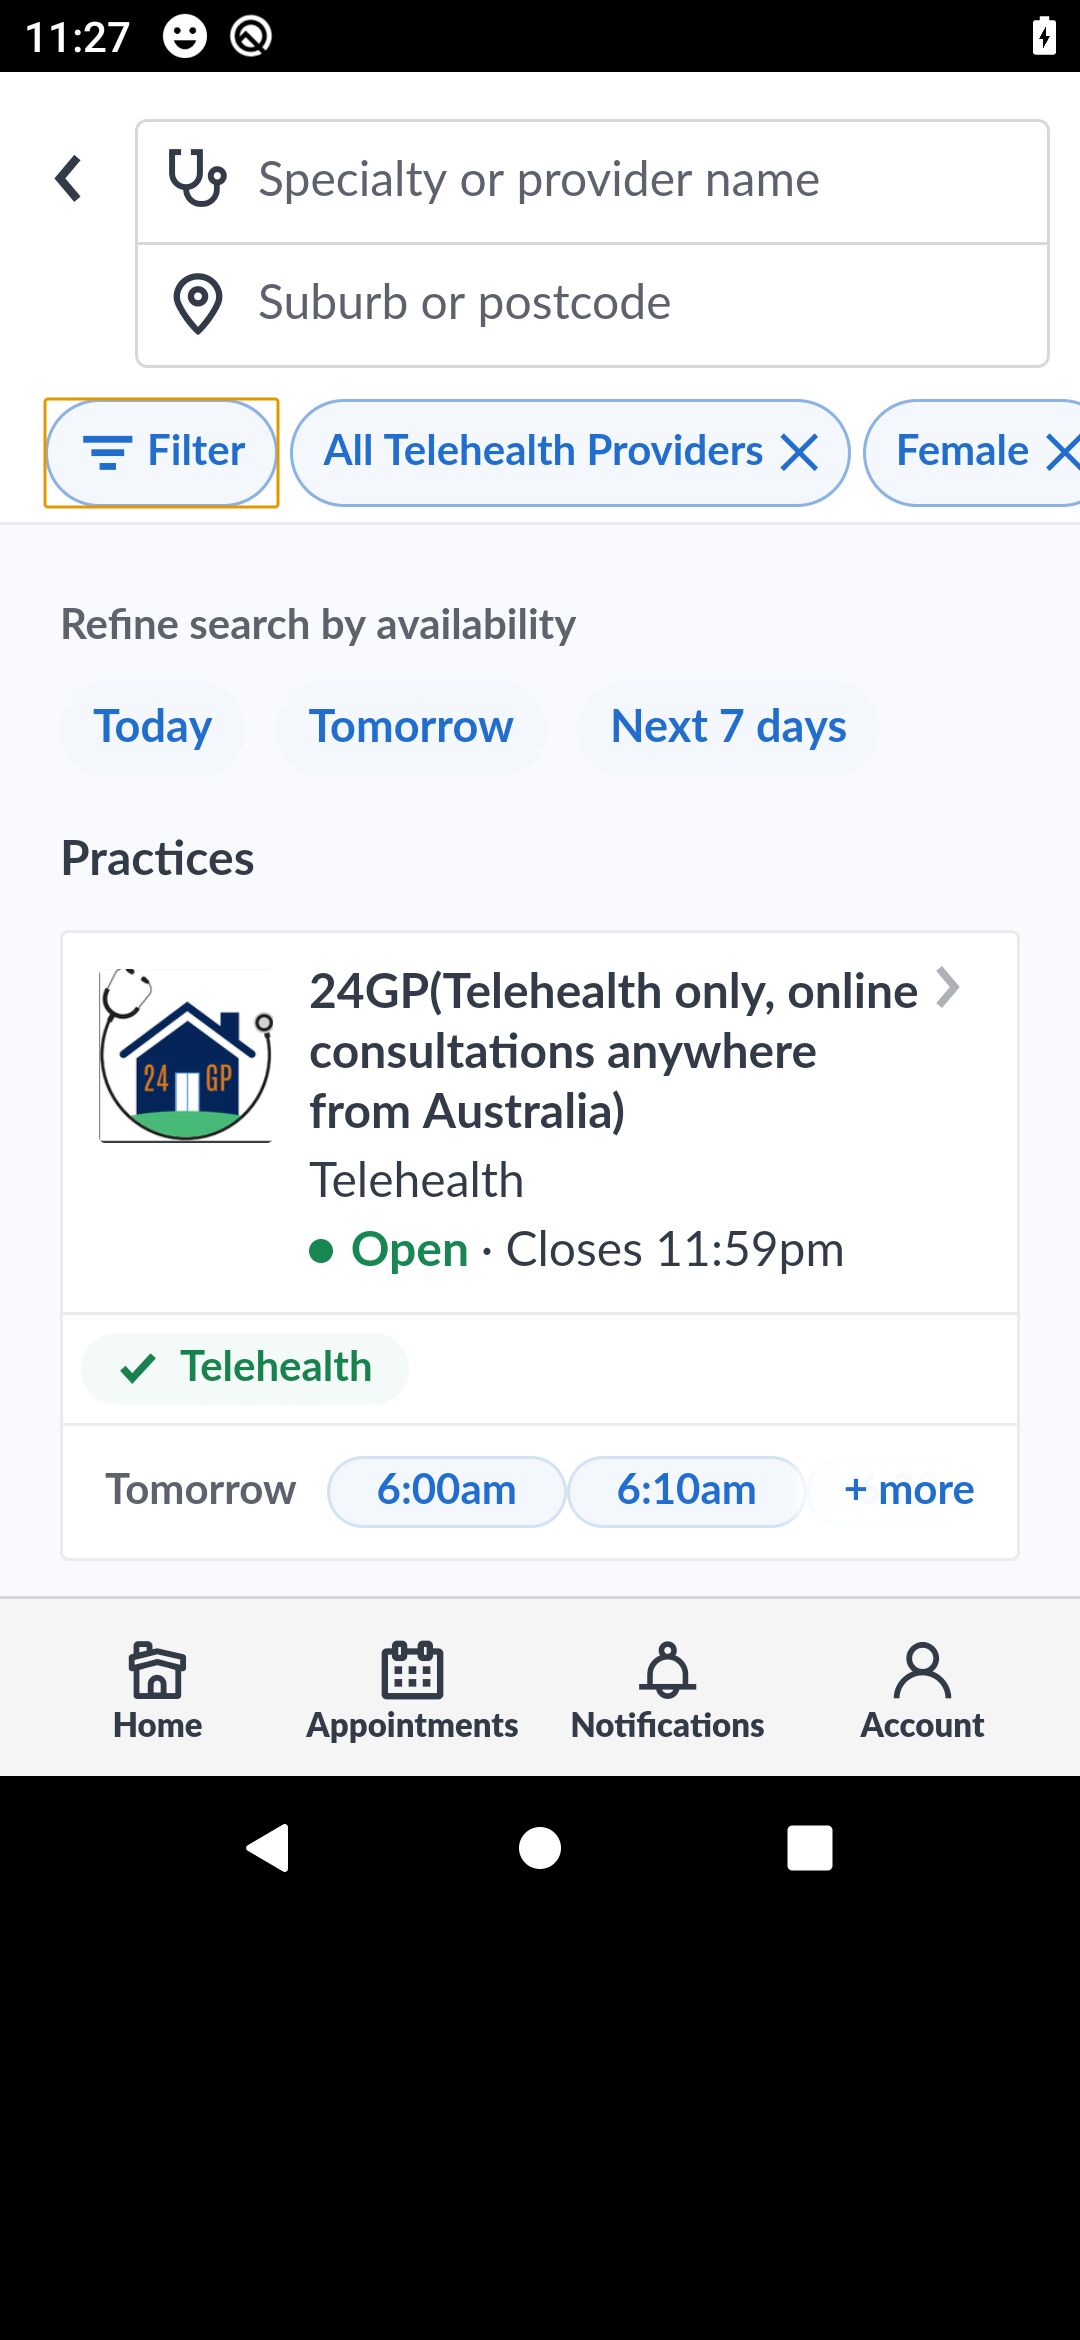 11:27
Specialty or provider name
Suburb or postcode
Filter
All Telehealth Providers
Female
Refine search by availability
Today
Tomorrow
Next 7 days
Practices
24 GP
24GP(Telehealth only, online
consultations anywhere
from Australia)
Telehealth
Open · Closes 11:59pm
Telehealth
Tomorrow
6:00am
6:10am
+ more
Home
Appointments
Notifications
Account